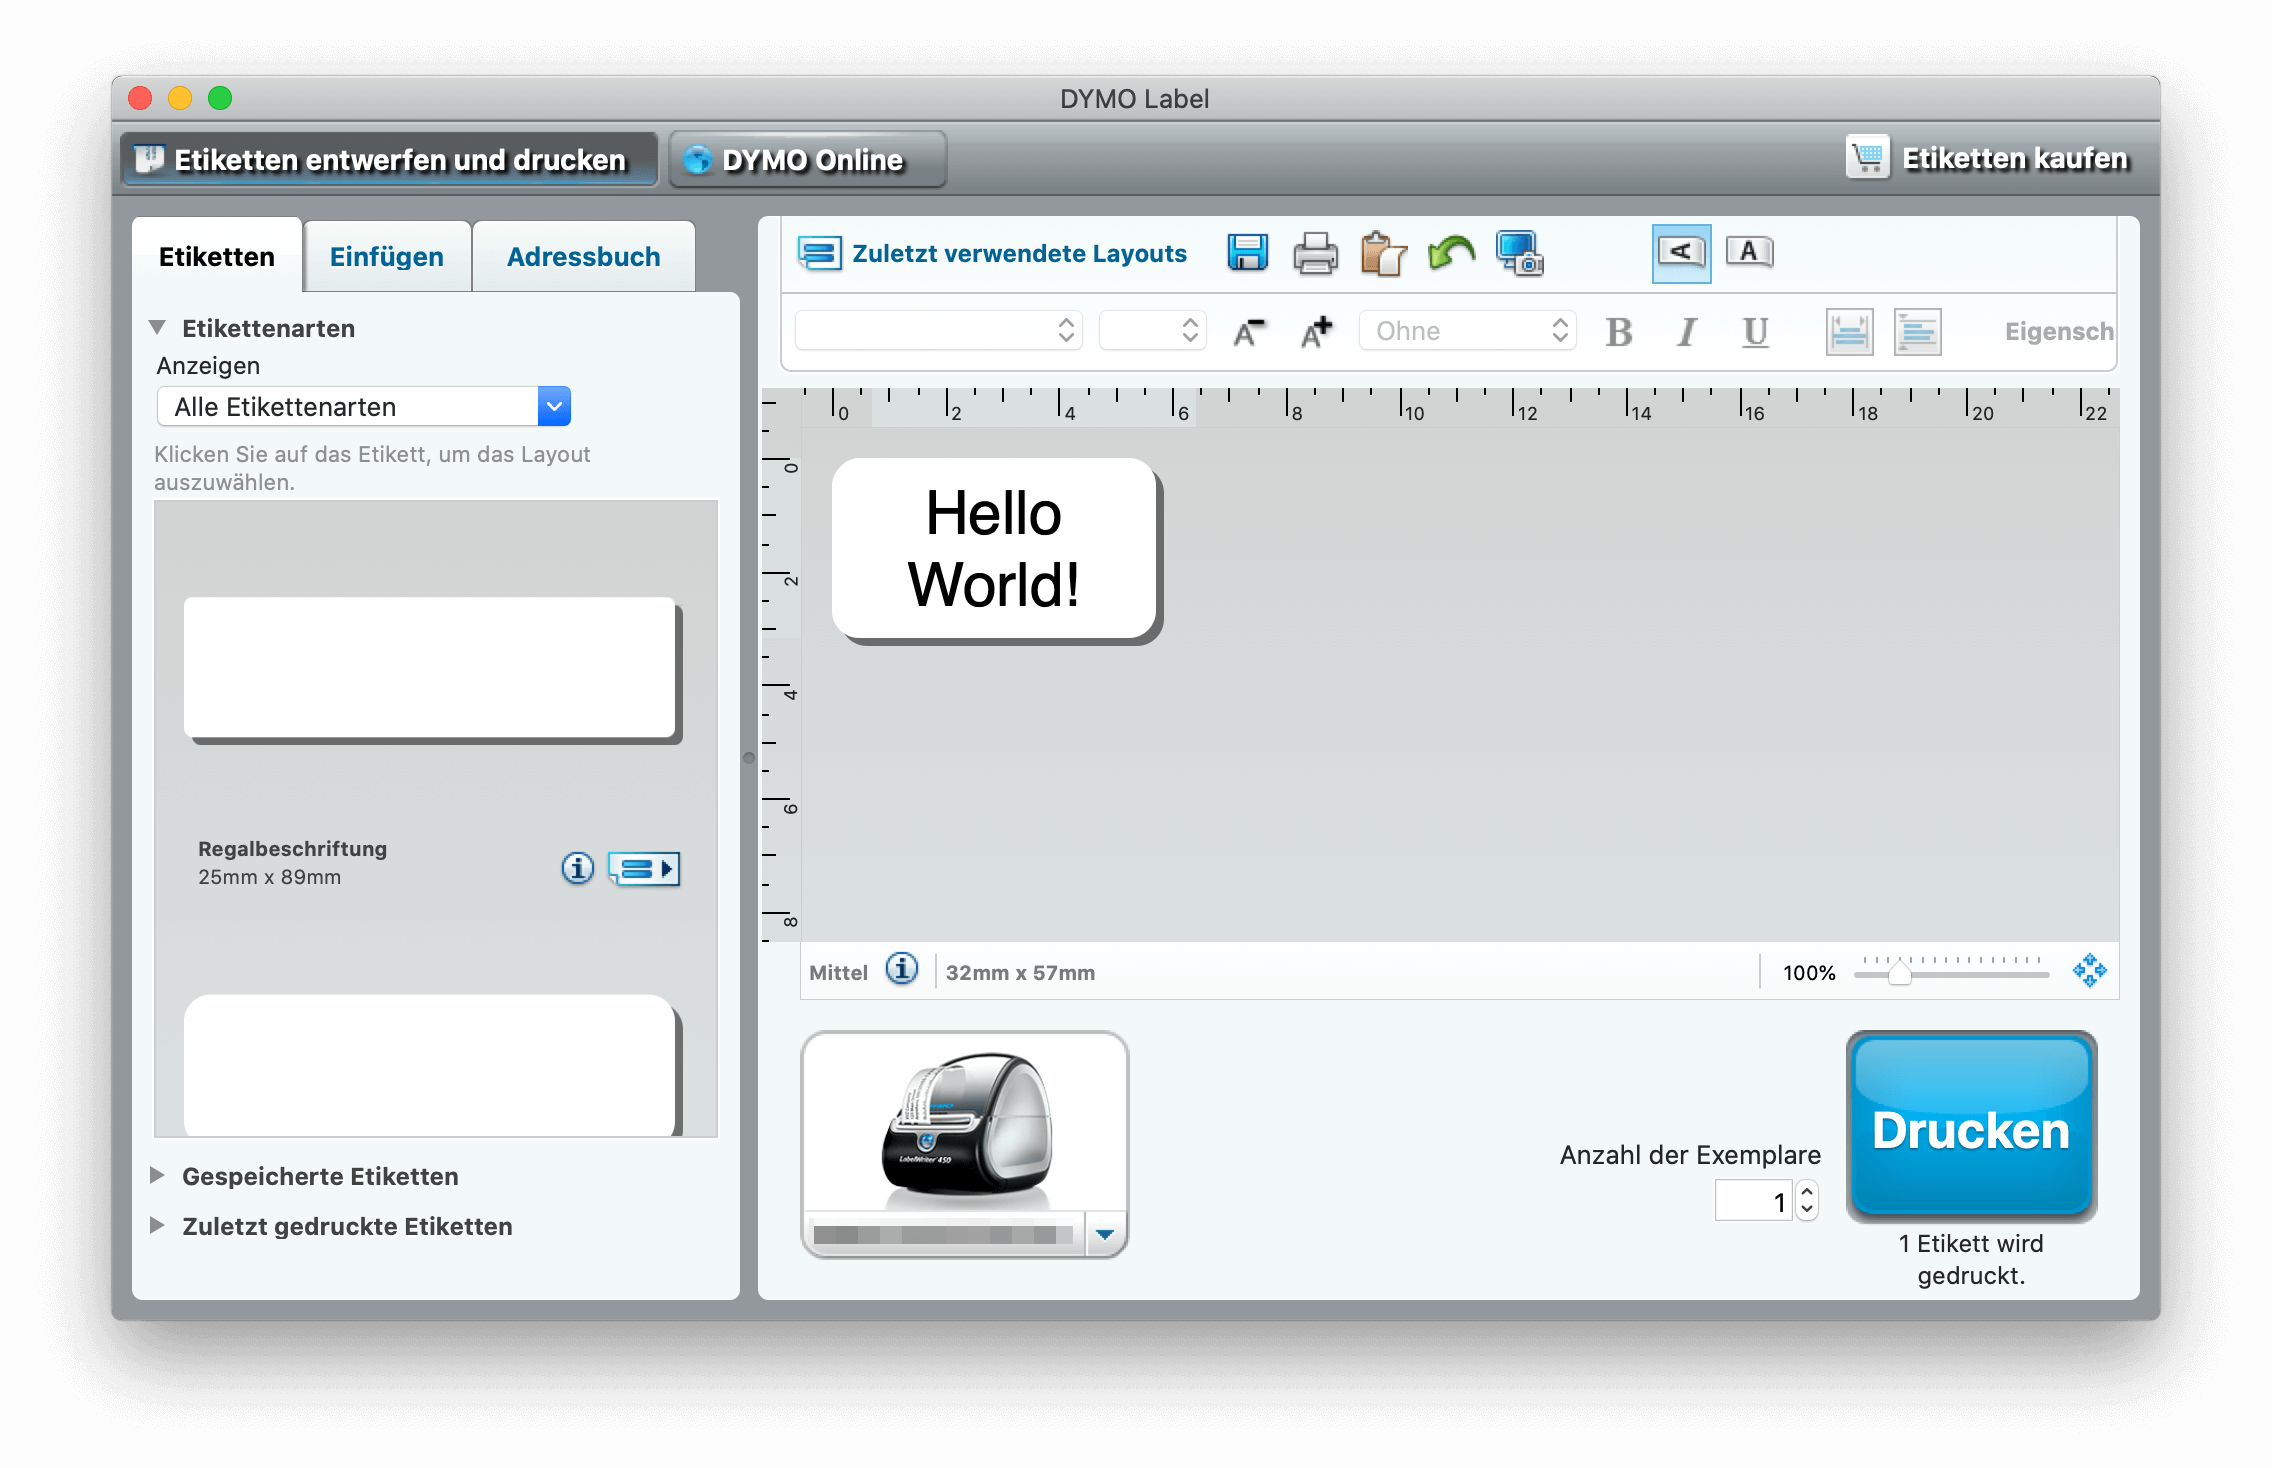 DYMO Label
Etiketten entwerfen und drucken
DYMO Online
Etiketten kaufen
Etiketten
Einfügen
Adressbuch
Etikettenarten
Anzeigen
Alle Etikettenarten
Klicken Sie auf das Etikett, um das Layout
auszuwählen.
Regalbeschriftung
25mm x 89mm
Gespeicherte Etiketten
Zuletzt gedruckte Etiketten
Zuletzt verwendete Layouts
A
A
A-
A+
Ohne
B
I
U
Eigensch
0 2 4 6 8 10 12 14 16 18 20 22
0
2
4
6
8
Hello
World!
Mittel
32mm x 57mm
100%
LabelWriter 450
Anzahl der Exemplare
1
Drucken
1 Etikett wird
gedruckt.